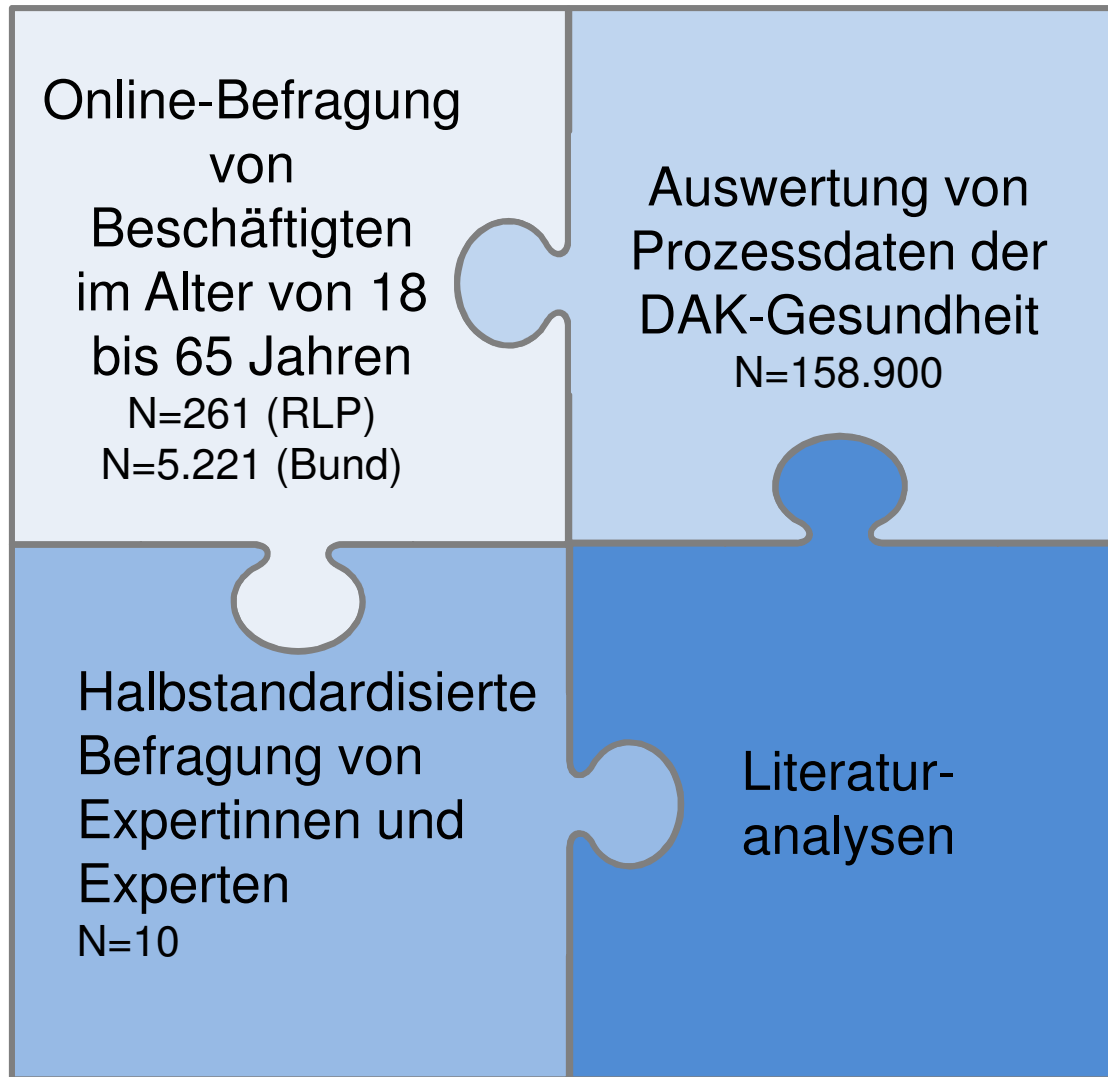 Online-Befragung
von
Beschäftigten
im Alter von 18
bis 65 Jahren
N=261 (RLP)
N=5.221 (Bund)
Auswertung von
Prozessdaten der
DAK-Gesundheit
N=158.900
Halbstandardisierte
Befragung von
Expertinnen und
Experten
N=10
Literatur-
analysen